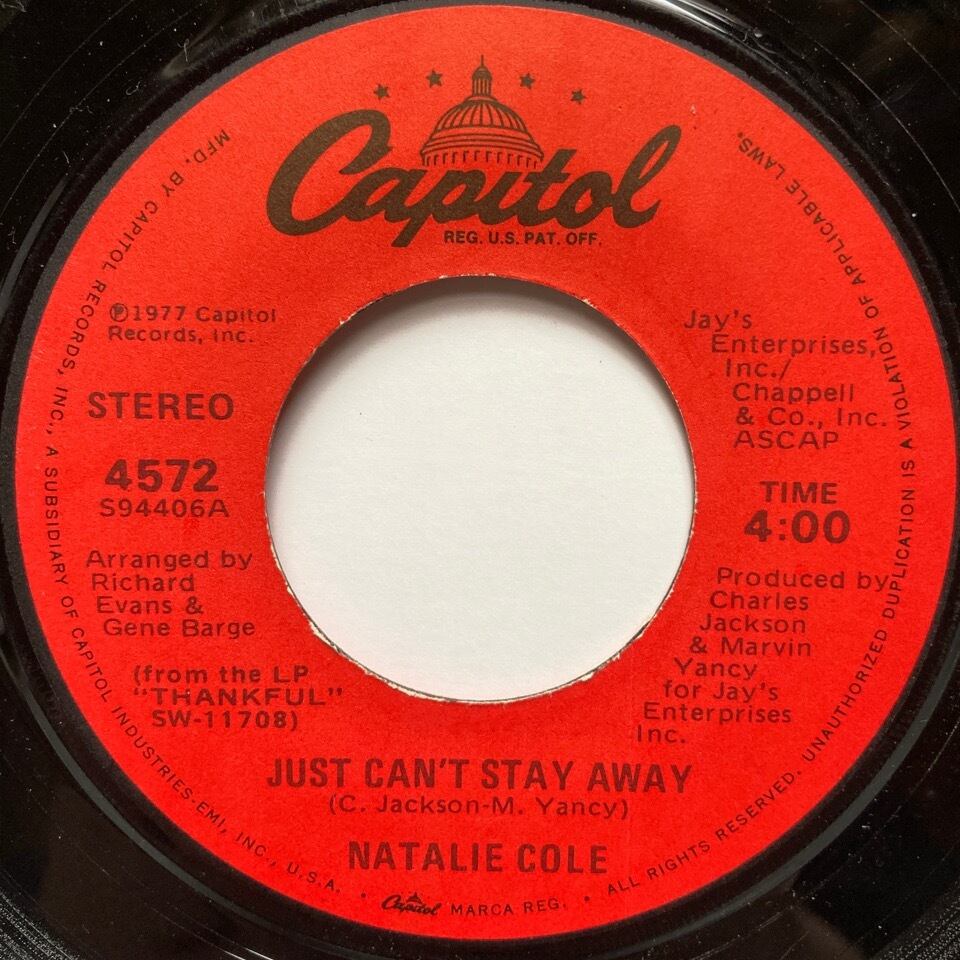 Capitol
REG. U.S. PAT. OFF.
℗1977 Capitol
Records, Inc.
STEREO
4572
S94406A
Arranged by
Richard
Evans &
Gene Barge
(from the LP
"THANKFUL"
SW-11708)
Jay's
Enterprises,
Inc./
Chappell
& Co., Inc.
ASCAP
TIME
4:00
Produced by
Charles
Jackson
& Marvin
Yancy
for Jay's
Enterprises
Inc.
JUST CAN'T STAY AWAY
(C. Jackson-M. Yancy)
NATALIE COLE
MFD. BY CAPITOL RECORDS, INC., A SUBSIDIARY OF CAPITOL INDUSTRIES-EMI, INC., U.S.A. • Capitol MARCA REG. • ALL RIGHTS RESERVED. UNAUTHORIZED DUPLICATION IS A VIOLATION OF APPLICABLE LAWS.